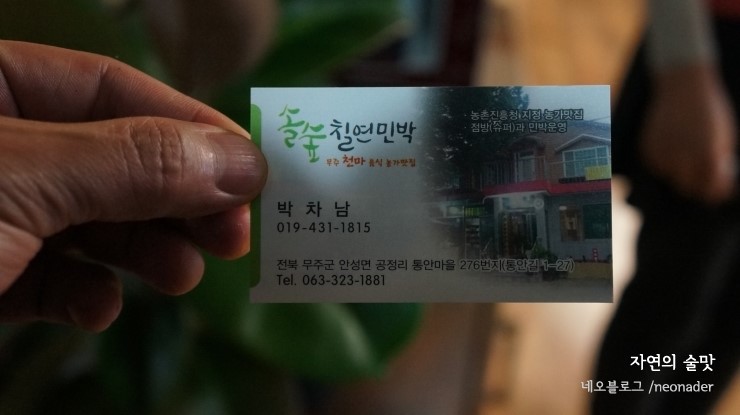 솔숲 칠연민박
무주 천마 음식 농가맛집
농촌진흥청 지정 농가맛집
점방(슈퍼)과 민박운영
박 차 남
019-431-1815
전북 무주군 안성면 공정리 통안마을 276번지(통안길 1-27)
Tel. 063-323-1881
자연의 술맛
네오블로그 /neonader